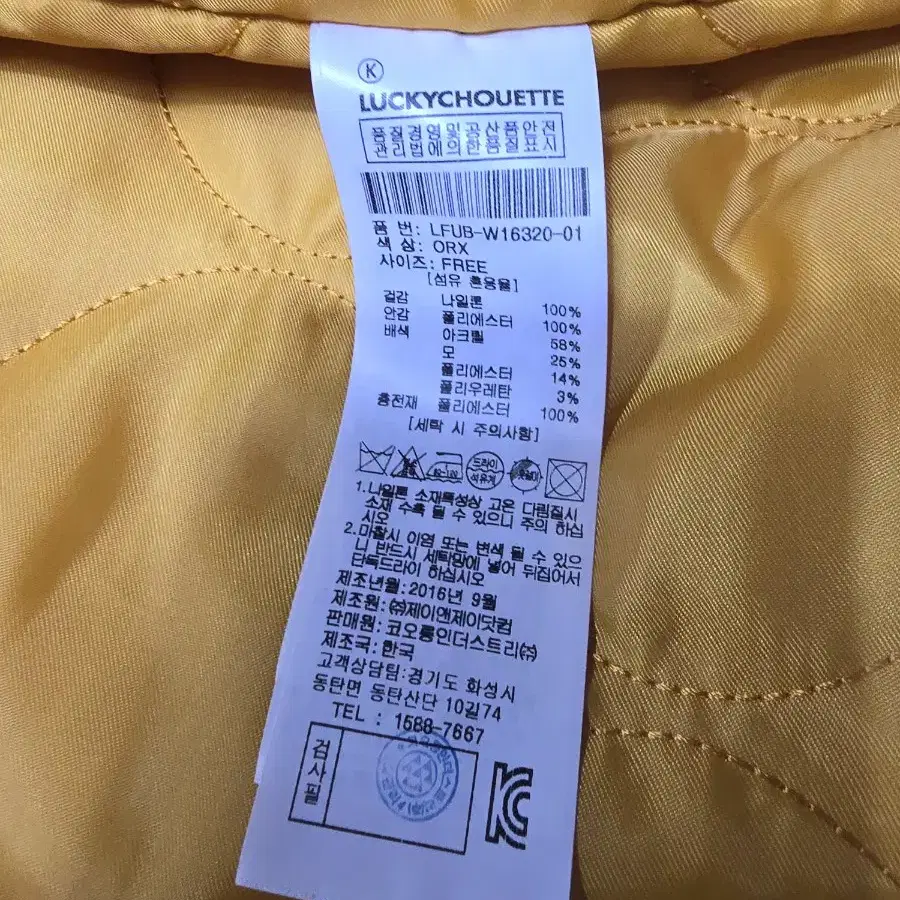 K
LUCKYCHOUETTE
품질경영및공산품안전
관리법에의한품질표시
품 번: LFUB-W16320-01
색 상: ORX
사이즈: FREE
[섬유 혼용율]
겉감 나일론 100%
안감 폴리에스터 100%
배색 아크릴 58%
모 25%
폴리에스터 14%
폴리우레탄 3%
충전재 폴리에스터 100%
[세탁 시 주의사항]
80-120 드라이 석유계 옷걸이
1.나일론 소재특성상 고온 다림질시
소재 수축 될 수 있으니 주의 하십
시오
2.마찰시 이염 또는 변색 될 수 있으
니 반드시 세탁망에 넣어 뒤집어서
단독드라이 하십시오
제조년월:2016년 9월
제조원:㈜제이앤제이닷컴
판매원:코오롱인더스트리㈜
제조국:한국
고객상담팀:경기도 화성시
동탄면 동탄산단 10길74
TEL : 1588-7667
검사필
KC